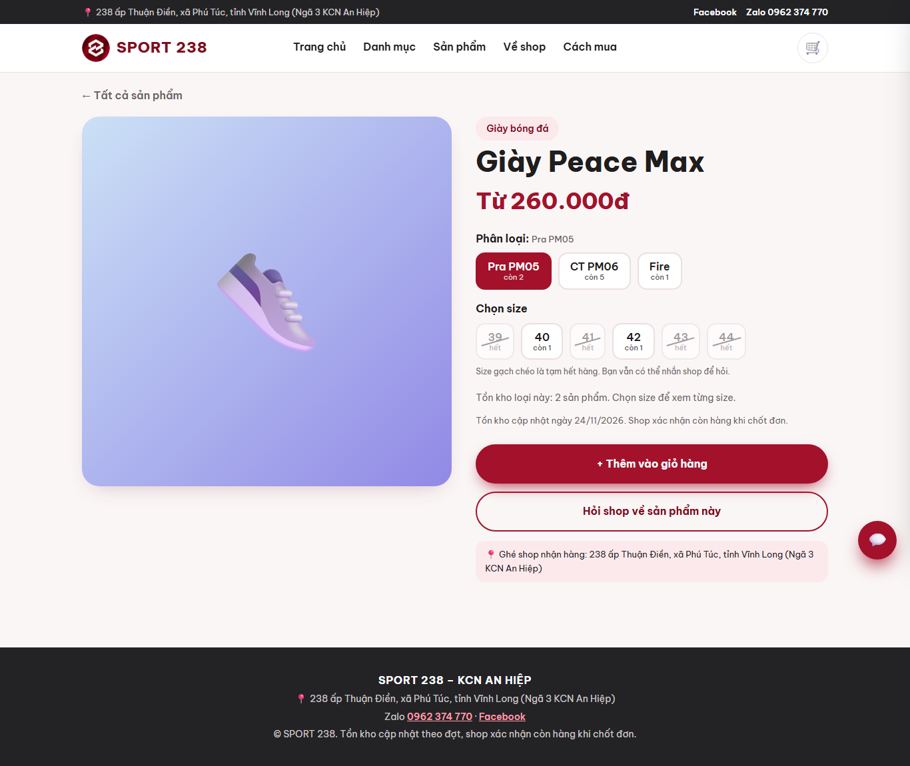 238 ấp Thuận Điền, xã Phú Túc, tỉnh Vĩnh Long (Ngã 3 KCN An Hiệp)
Facebook Zalo 0962 374 770
SPORT 238
Trang chủ Danh mục Sản phẩm Về shop Cách mua
← Tất cả sản phẩm
Giày bóng đá
Giày Peace Max
Từ 260.000đ
Phân loại: Pra PM05
Pra PM05 CT PM06 Fire
còn 2 còn 5 còn 1
Chọn size
39 40 41 42 43 44
hết còn 1 hết còn 1 hết hết
Size gạch chéo là tạm hết hàng. Bạn vẫn có thể nhắn shop để hỏi.
Tồn kho loại này: 2 sản phẩm. Chọn size để xem từng size.
Tồn kho cập nhật ngày 24/11/2026. Shop xác nhận còn hàng khi chốt đơn.
+ Thêm vào giỏ hàng
Hỏi shop về sản phẩm này
Ghé shop nhận hàng: 238 ấp Thuận Điền, xã Phú Túc, tỉnh Vĩnh Long (Ngã 3
KCN An Hiệp)
SPORT 238 – KCN AN HIỆP
238 ấp Thuận Điền, xã Phú Túc, tỉnh Vĩnh Long (Ngã 3 KCN An Hiệp)
Zalo 0962 374 770 · Facebook
© SPORT 238. Tồn kho cập nhật theo đợt, shop xác nhận còn hàng khi chốt đơn.